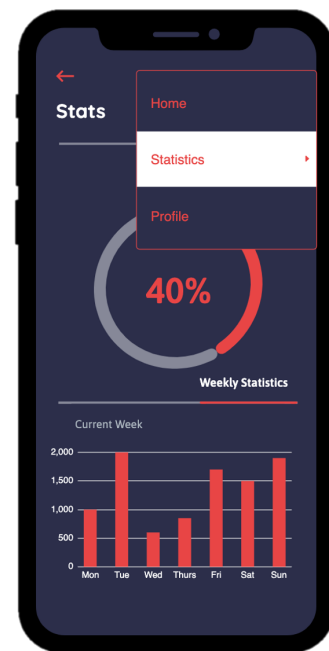 Stats
Home
Statistics
Profile
40%
Weekly Statistics
Current Week
2,000
1,500
1,000
500
0
Mon Tue Wed Thurs Fri Sat Sun